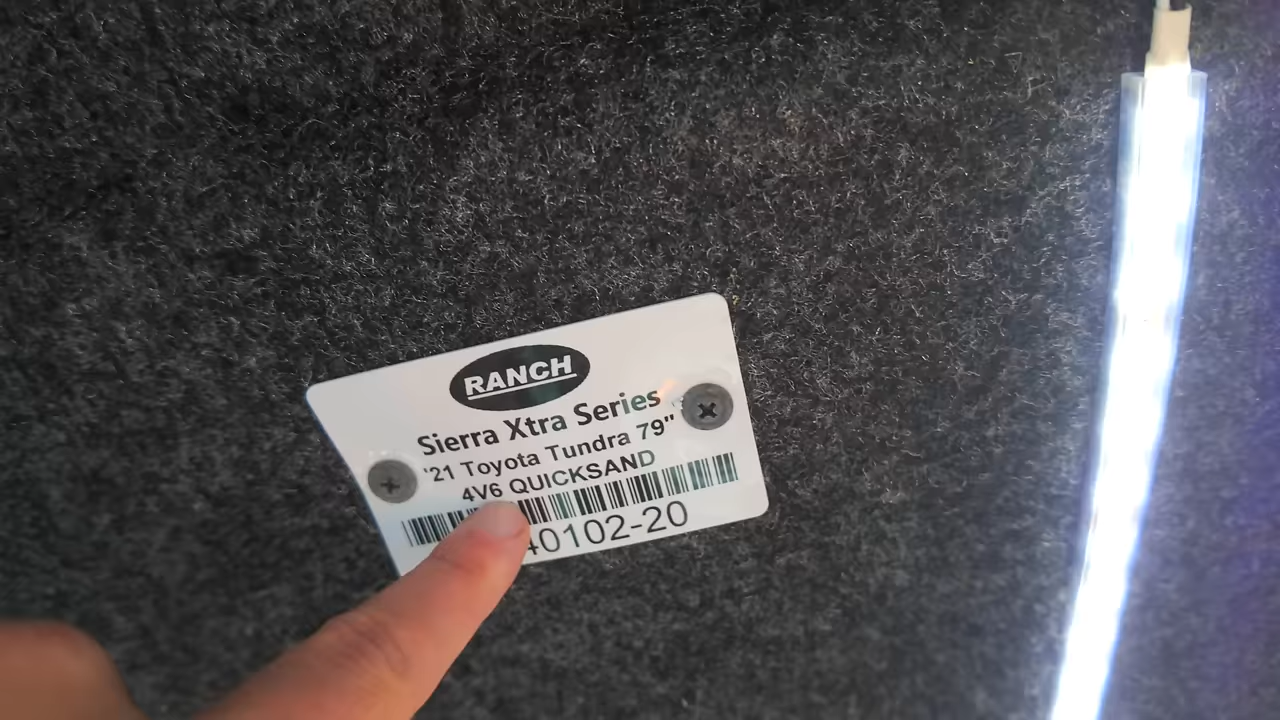 RANCH
Sierra Xtra Series
'21 Toyota Tundra 79"
4V6 QUICKSAND
40102-20